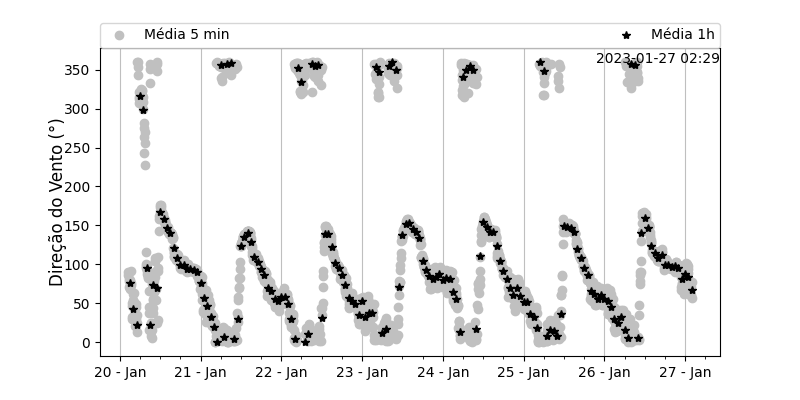 Média 5 min
Média 1h
2023-01-27 02:29
Direção do Vento (°)
350
300
250
200
150
100
50
0
20 - Jan
21 - Jan
22 - Jan
23 - Jan
24 - Jan
25 - Jan
26 - Jan
27 - Jan